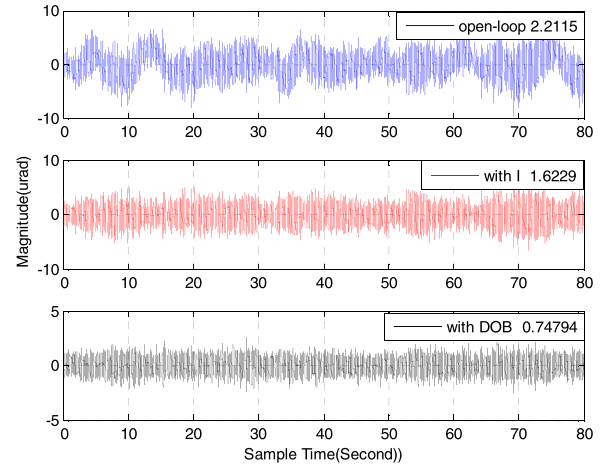 10
open-loop 2.2115
0
-10
0 10 20 30 40 50 60 70 80
10
with I 1.6229
0
Magnitude(urad)
-10
0 10 20 30 40 50 60 70 80
5
with DOB 0.74794
0
-5
0 10 20 30 40 50 60 70 80
Sample Time(Second))